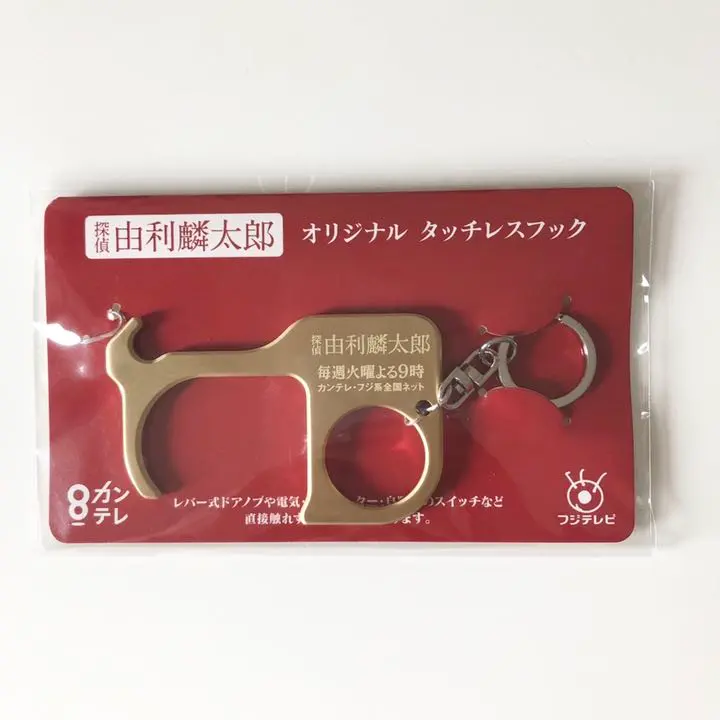 探偵 由利麟太郎 オリジナル タッチレスフック
探偵 由利麟太郎
毎週火曜よる9時
カンテレ・フジ系全国ネット
8カンテレ
レバー式ドアノブや電気・
ター・
のスイッチなど
直接触れ
ます。
フジテレビ